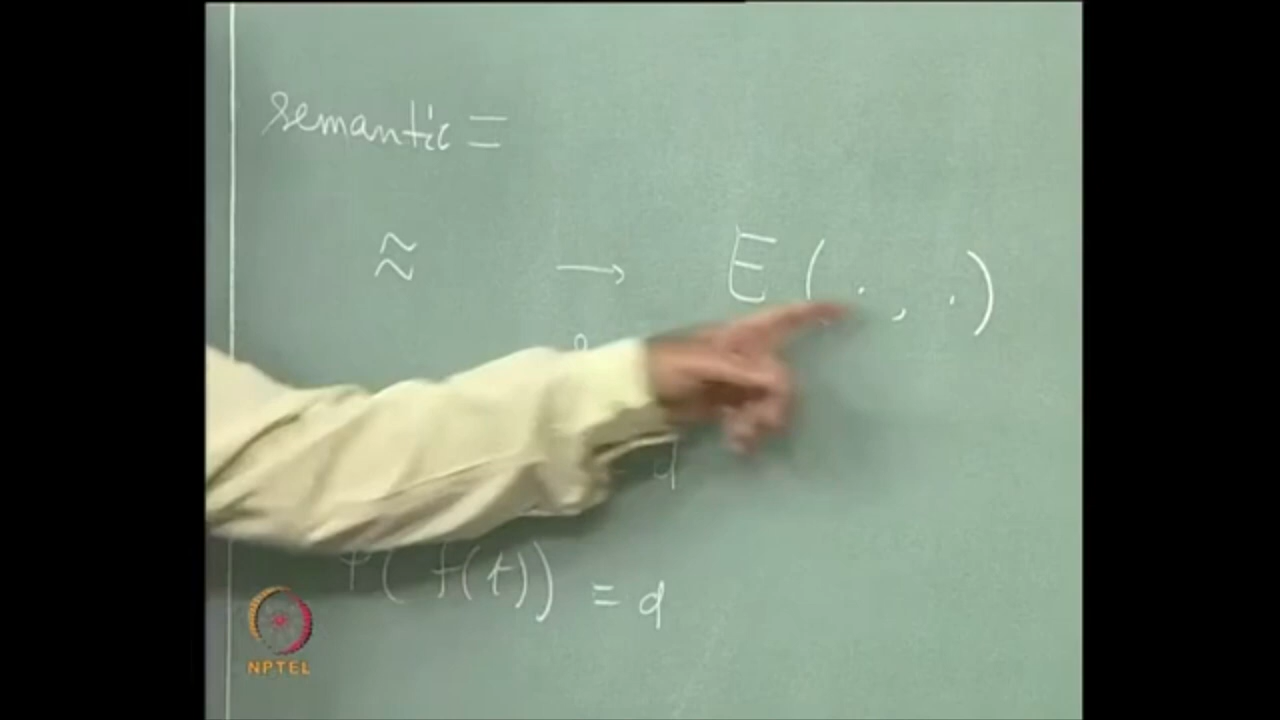 semantic =
≈ → E ( · , · )
d
( f(t)) = d
NPTEL